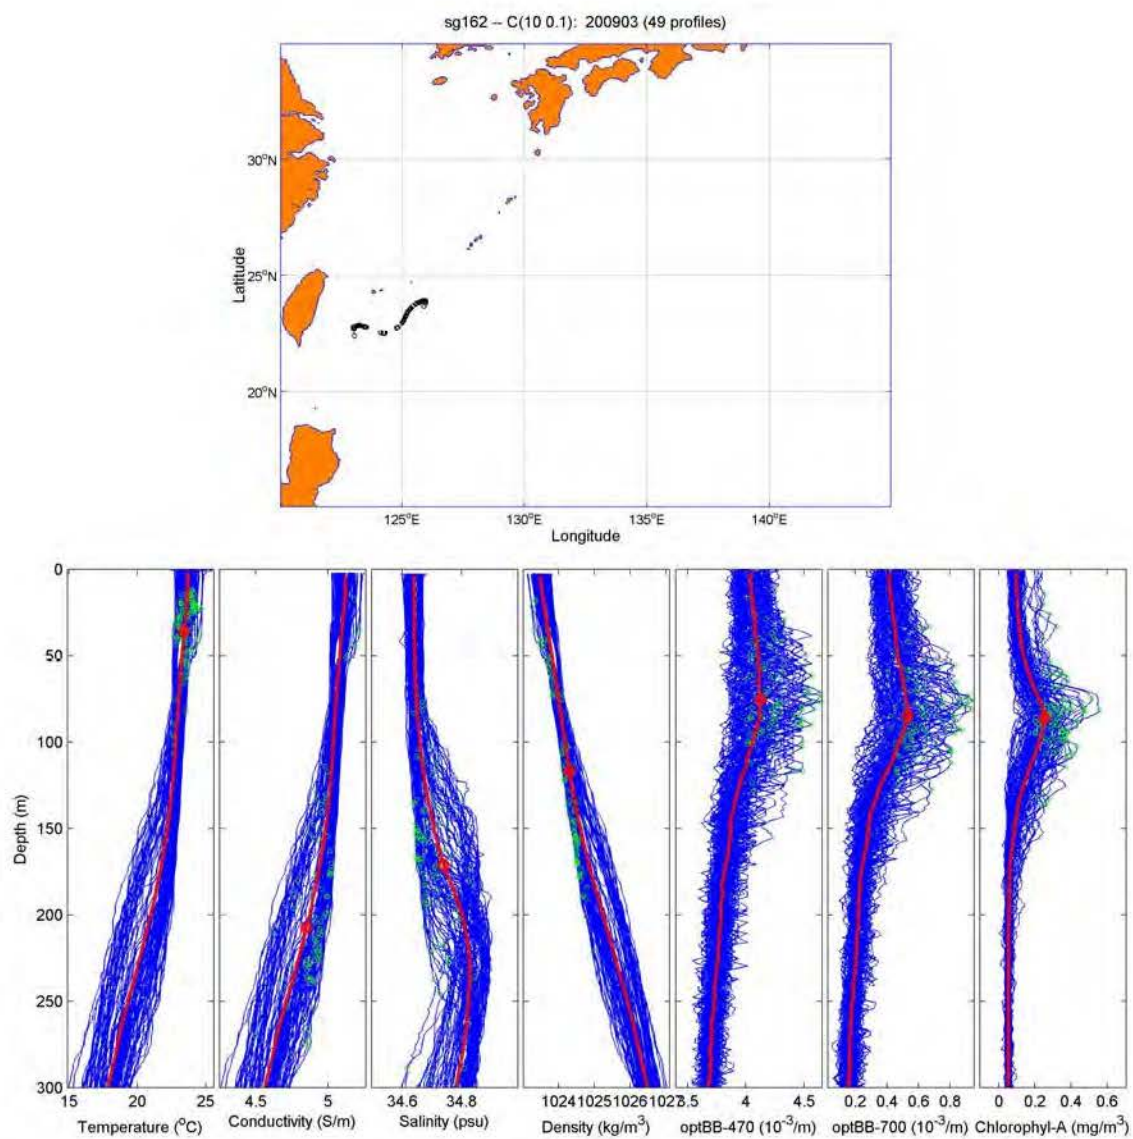 sg162 – C(10 0.1): 200903 (49 profiles)
30°N
25°N
20°N
Latitude
125°E 130°E 135°E 140°E
Longitude
0
50
100
150
200
250
300
Depth (m)
15 20 25
Temperature (°C)
4.5 5
Conductivity (S/m)
34.6 34.8
Salinity (psu)
1024 1025 1026 1027
Density (kg/m³)
3.5 4 4.5
optBB-470 (10⁻³/m)
0.2 0.4 0.6 0.8
optBB-700 (10⁻³/m)
0 0.2 0.4 0.6
Chlorophyl-A (mg/m³)